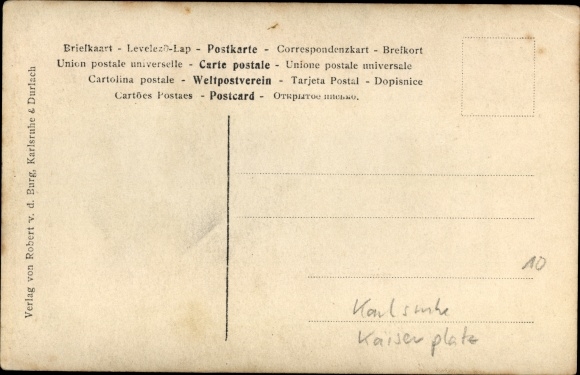 Briefkaart - Levelező-Lap - Postkarte - Correspondenzkart - Brefkort
Union postale universelle - Carte postale - Unione postale universale
Cartolina postale - Weltpostverein - Tarjeta Postal - Dopisnice
Cartões Postaes - Postcard - Открытое письмо.
Verlag von Robert v. d. Burg, Karlsruhe & Durlach
10
Karlsruhe
Kaiserplatz